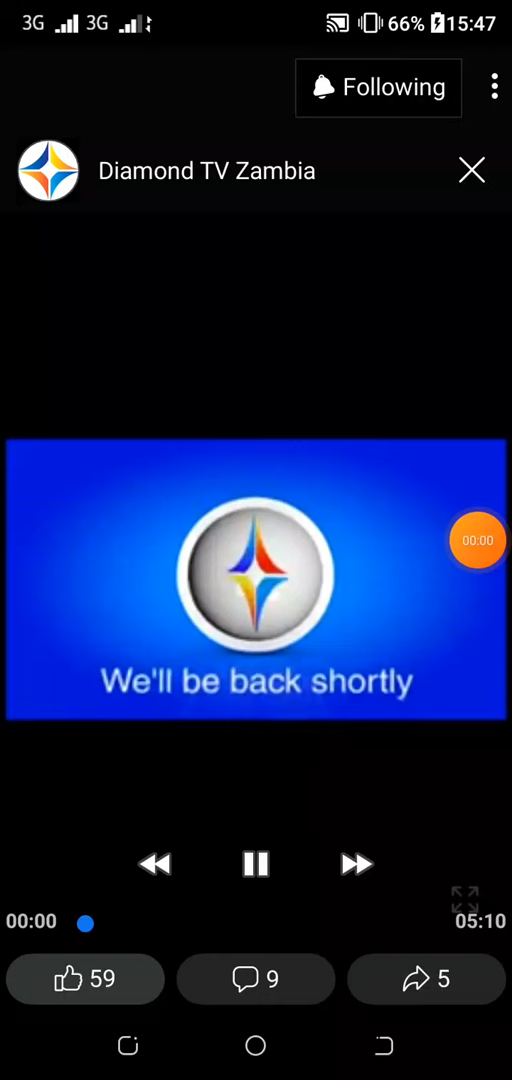 3G 3G 66% 15:47
Following
Diamond TV Zambia
00:00
We'll be back shortly
00:00 05:10
59 9 5